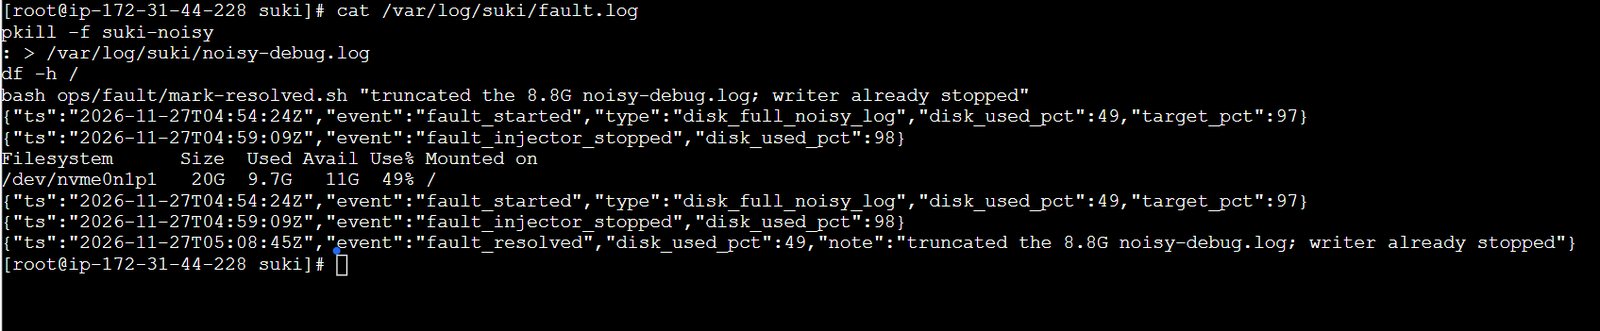 [root@ip-172-31-44-228 suki]# cat /var/log/suki/fault.log
pkill -f suki-noisy
: > /var/log/suki/noisy-debug.log
df -h /
bash ops/fault/mark-resolved.sh "truncated the 8.8G noisy-debug.log; writer already stopped"
{"ts":"2026-11-27T04:54:24Z","event":"fault_started","type":"disk_full_noisy_log","disk_used_pct":49,"target_pct":97}
{"ts":"2026-11-27T04:59:09Z","event":"fault_injector_stopped","disk_used_pct":98}
Filesystem      Size  Used Avail Use% Mounted on
/dev/nvme0n1p1   20G  9.7G   11G  49% /
{"ts":"2026-11-27T04:54:24Z","event":"fault_started","type":"disk_full_noisy_log","disk_used_pct":49,"target_pct":97}
{"ts":"2026-11-27T04:59:09Z","event":"fault_injector_stopped","disk_used_pct":98}
{"ts":"2026-11-27T05:08:45Z","event":"fault_resolved","disk_used_pct":49,"note":"truncated the 8.8G noisy-debug.log; writer already stopped"}
[root@ip-172-31-44-228 suki]#